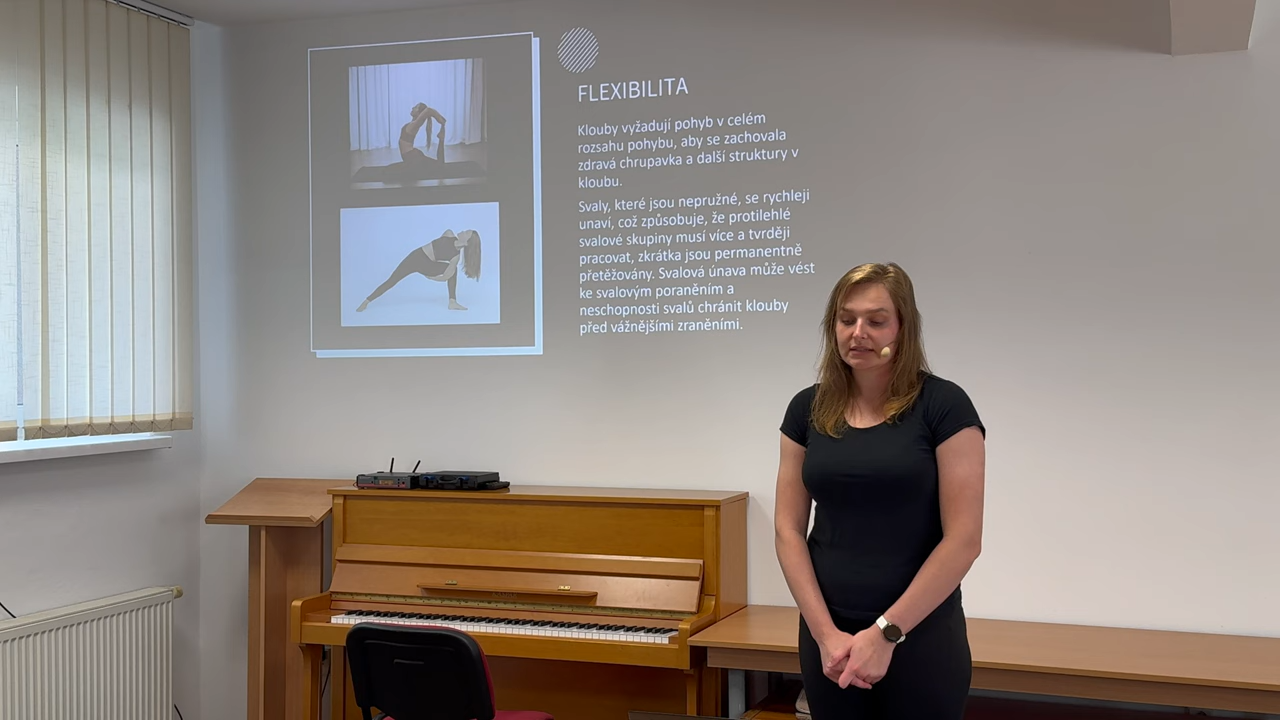 FLEXIBILITA
Klouby vyžadují pohyb v celém
rozsahu pohybu, aby se zachovala
zdravá chrupavka a další struktury v
kloubu.
Svaly, které jsou nepružné, se rychleji
unaví, což způsobuje, že protilehlé
svalové skupiny musí více a tvrději
pracovat, zkrátka jsou permanentně
přetěžovány. Svalová únava může vést
ke svalovým poraněním a
neschopnosti svalů chránit klouby
před vážnějšími zraněními.